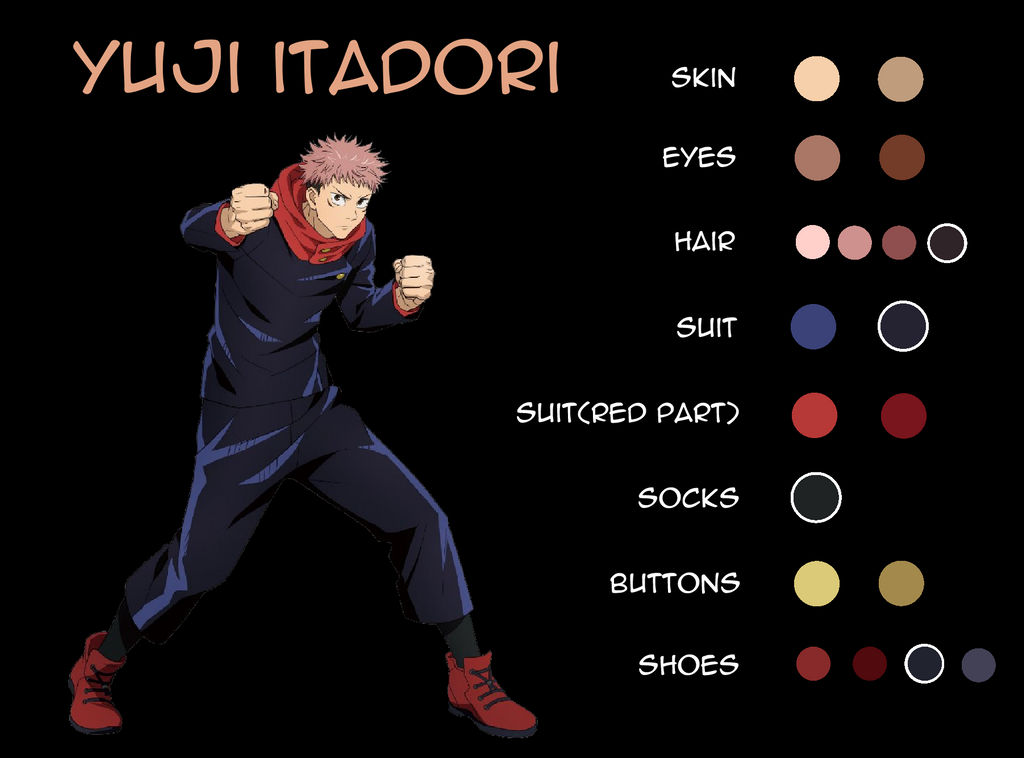 YUJI ITADORI
SKIN
EYES
HAIR
SUIT
SUIT(RED PART)
SOCKS
BUTTONS
SHOES